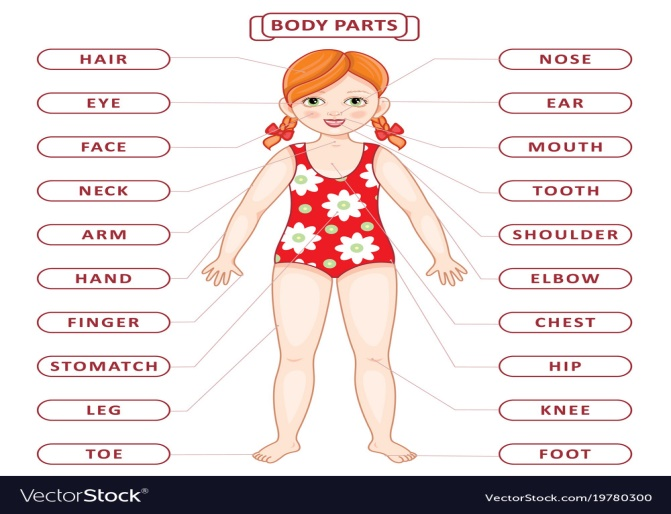 BODY PARTS
HAIR
NOSE
EYE
EAR
FACE
MOUTH
NECK
TOOTH
ARM
SHOULDER
HAND
ELBOW
FINGER
CHEST
STOMATCH
HIP
LEG
KNEE
TOE
FOOT
VectorStock®
VectorStock.com/19780300